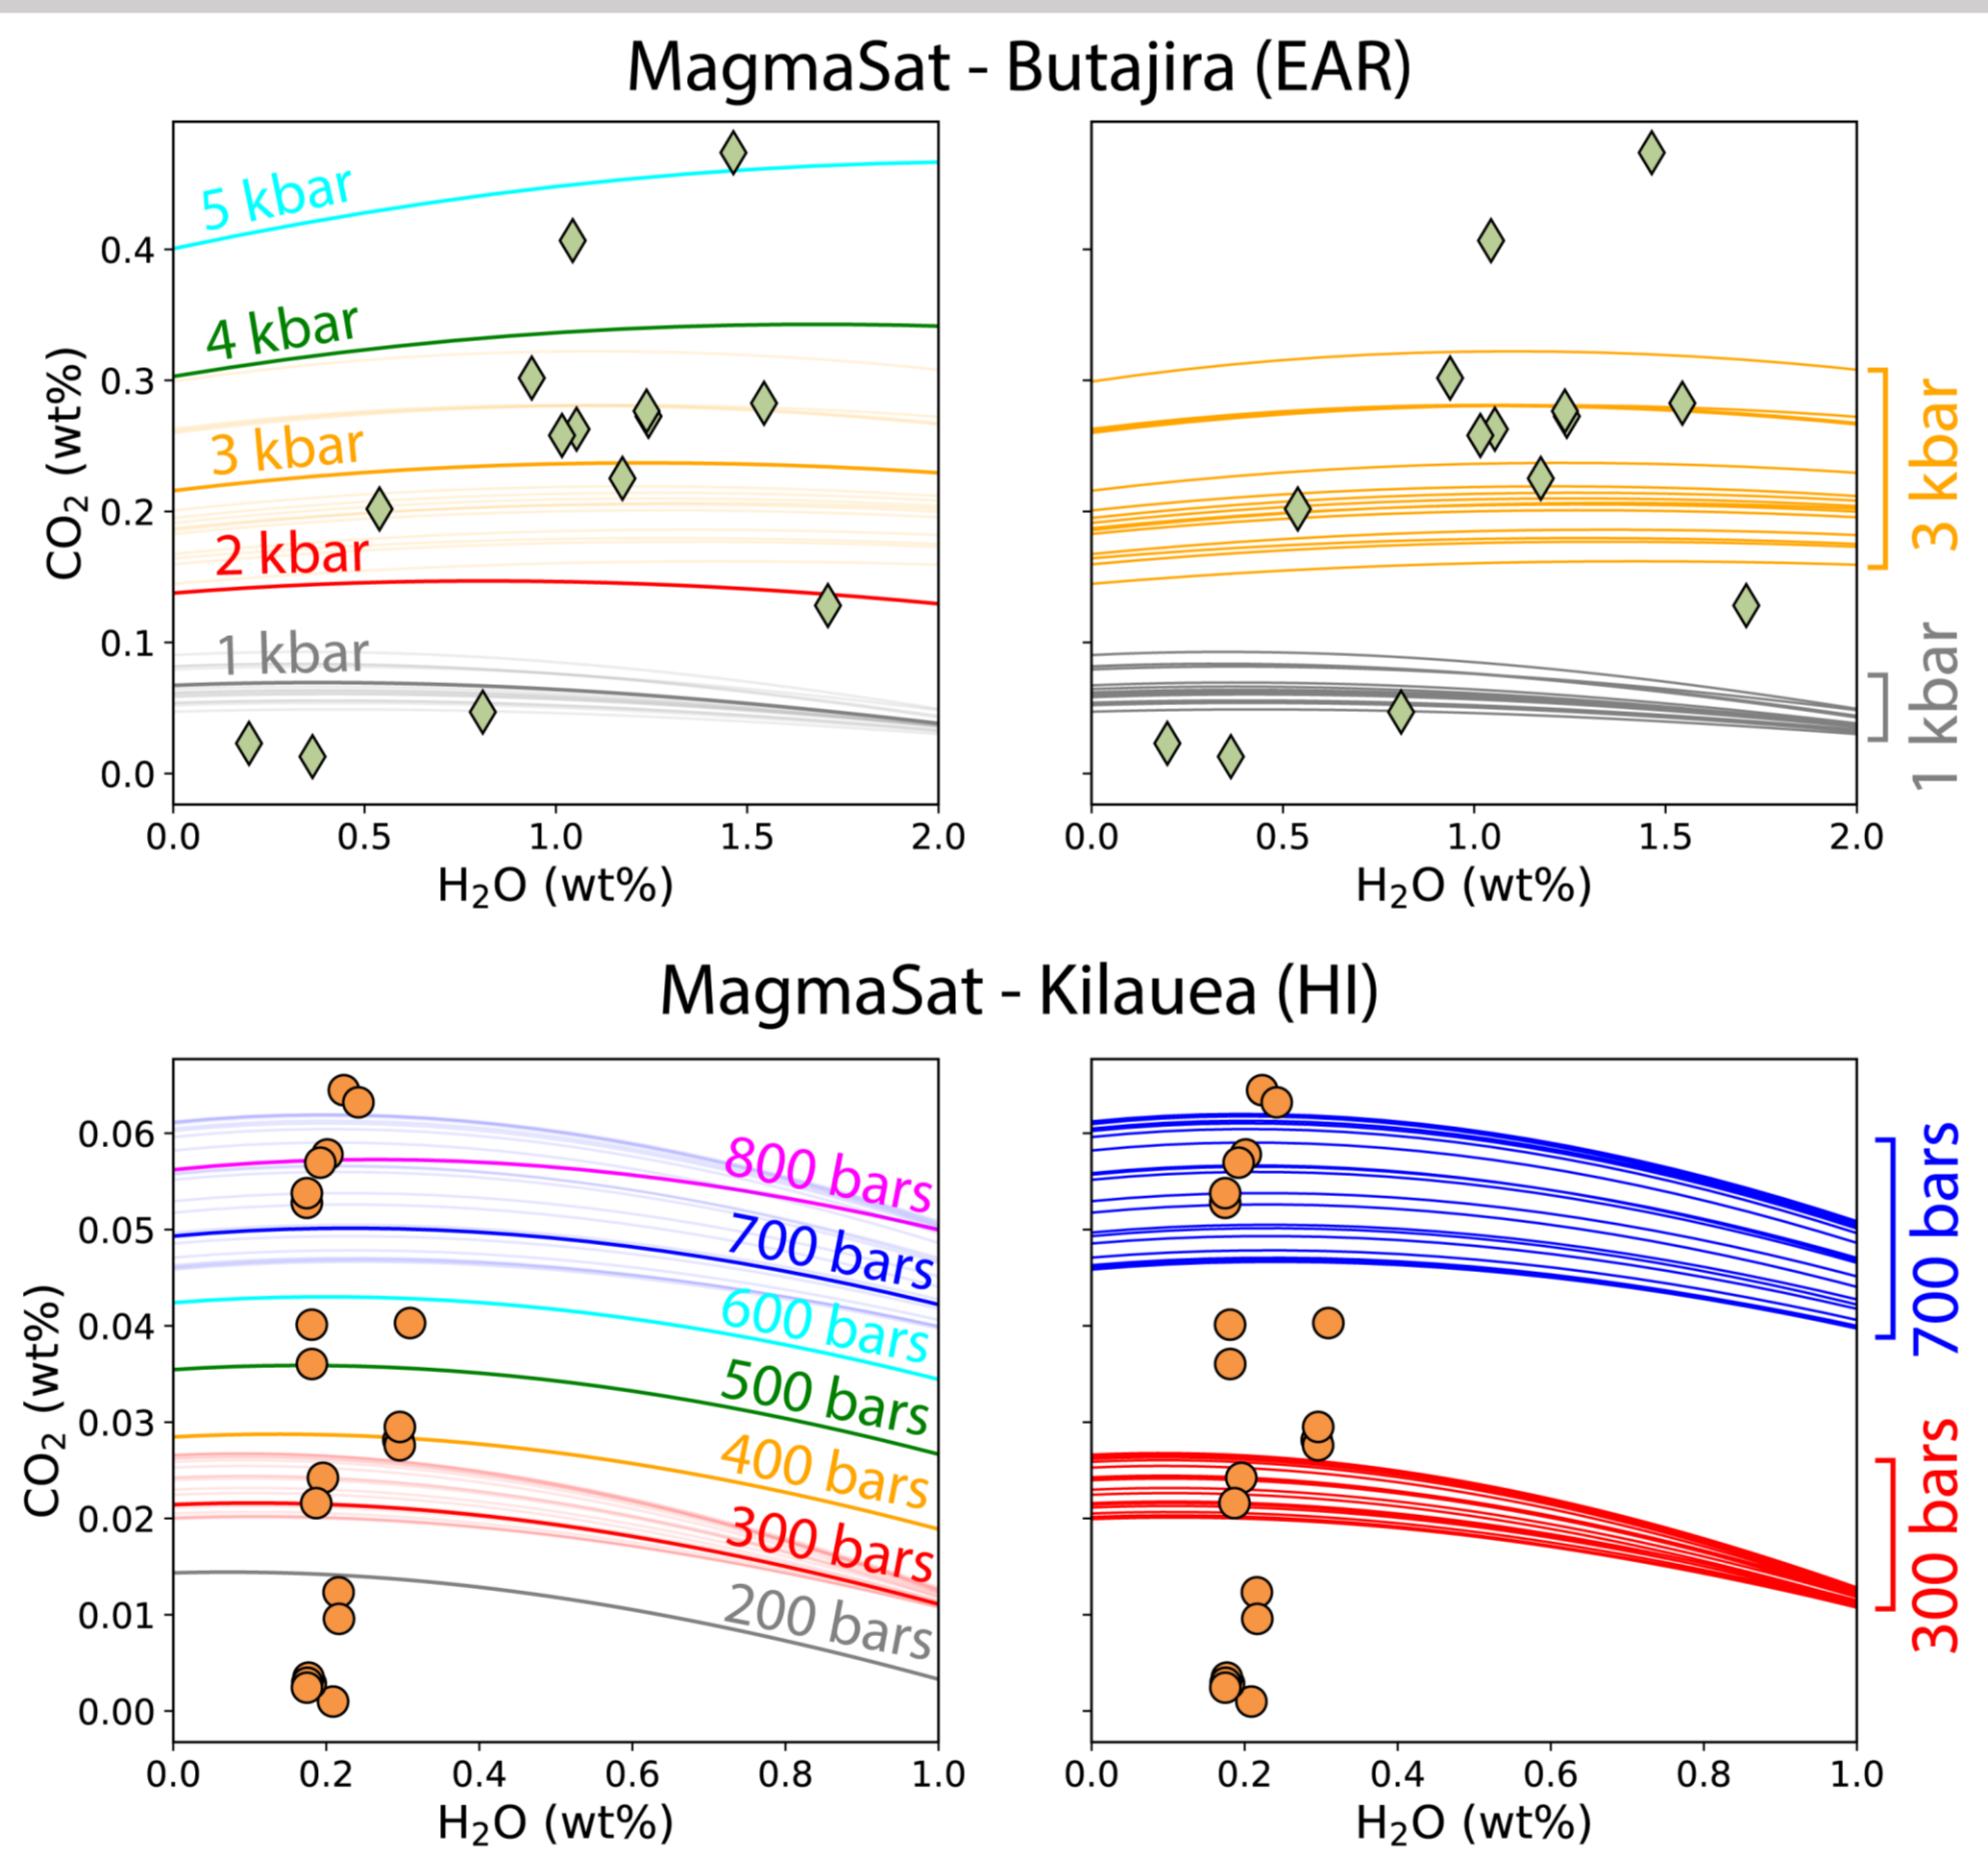 MagmaSat - Butajira (EAR)
CO₂ (wt%)
0.4
0.3
0.2
0.1
0.0
5 kbar
4 kbar
3 kbar
2 kbar
1 kbar
0.0 0.5 1.0 1.5 2.0
H₂O (wt%)
3 kbar
1 kbar
0.0 0.5 1.0 1.5 2.0
H₂O (wt%)
MagmaSat - Kilauea (HI)
CO₂ (wt%)
0.06
0.05
0.04
0.03
0.02
0.01
0.00
800 bars
700 bars
600 bars
500 bars
400 bars
300 bars
200 bars
0.0 0.2 0.4 0.6 0.8 1.0
H₂O (wt%)
700 bars
300 bars
0.0 0.2 0.4 0.6 0.8 1.0
H₂O (wt%)